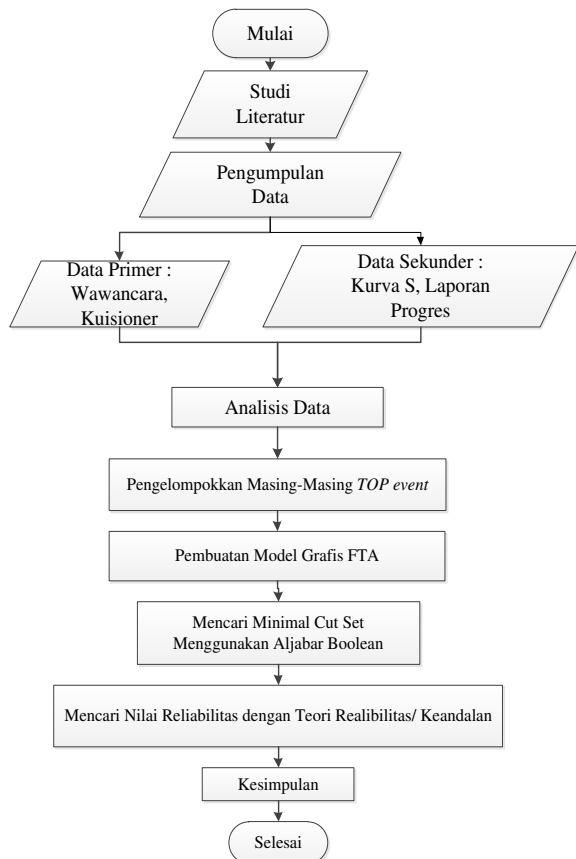 Mulai
Studi
Literatur
Pengumpulan
Data
Data Primer :
Wawancara,
Kuisioner
Data Sekunder :
Kurva S, Laporan
Progres
Analisis Data
Pengelompokkan Masing-Masing TOP event
Pembuatan Model Grafis FTA
Mencari Minimal Cut Set
Menggunakan Aljabar Boolean
Mencari Nilai Reliabilitas dengan Teori Realibilitas/ Keandalan
Kesimpulan
Selesai